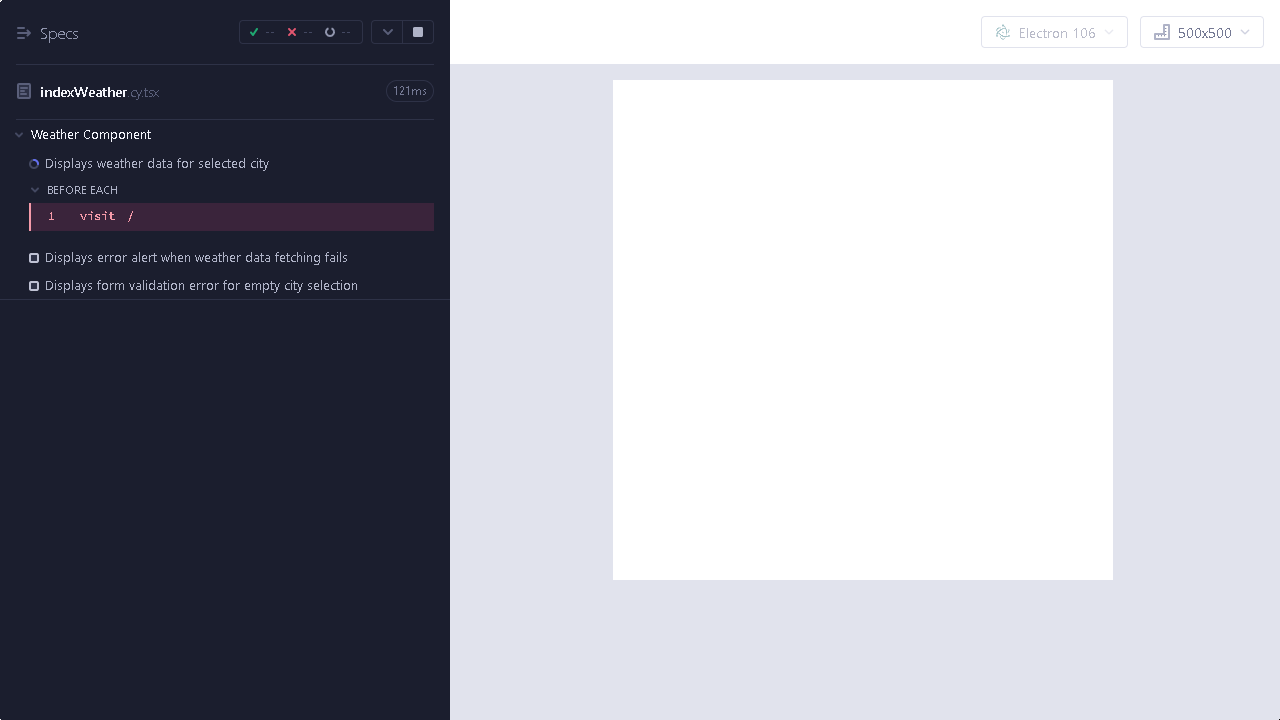 Specs
-- -- --
indexWeather.cy.tsx
121ms
Weather Component
Displays weather data for selected city
BEFORE EACH
1 visit /
Displays error alert when weather data fetching fails
Displays form validation error for empty city selection
Electron 106
500x500